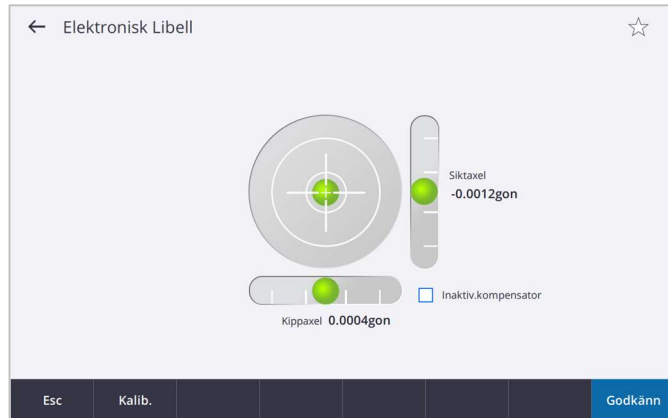 Elektronisk Libell
Siktaxel
-0.0012gon
Inaktiv.kompensator
Kippaxel 0.0004gon
Esc Kalib. Godkänn